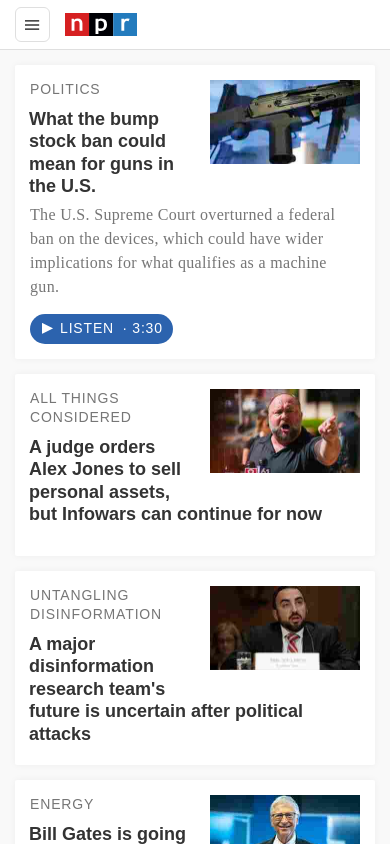 npr
POLITICS
What the bump
stock ban could
mean for guns in
the U.S.
The U.S. Supreme Court overturned a federal
ban on the devices, which could have wider
implications for what qualifies as a machine
gun.
LISTEN · 3:30
ALL THINGS
CONSIDERED
A judge orders
Alex Jones to sell
personal assets,
but Infowars can continue for now
UNTANGLING
DISINFORMATION
A major
disinformation
research team's
future is uncertain after political
attacks
ENERGY
Bill Gates is going